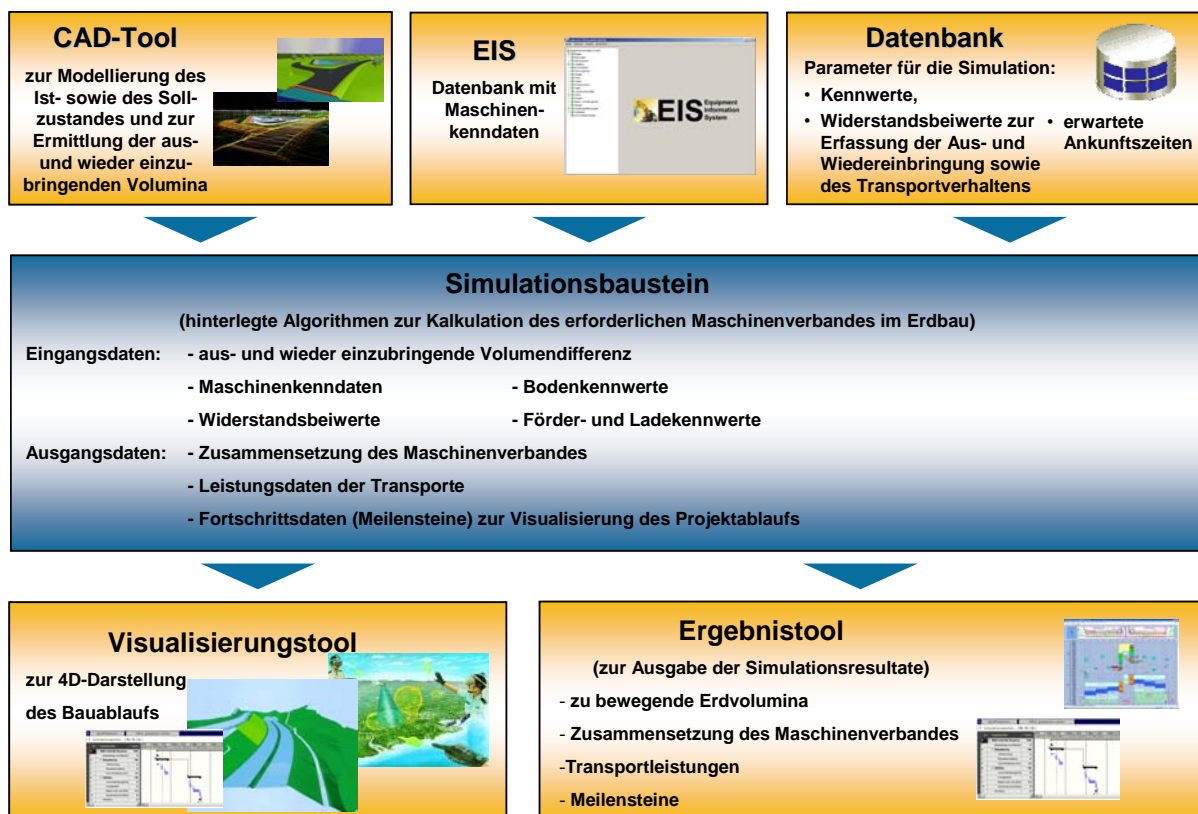 CAD-Tool
zur Modellierung des
Ist- sowie des Soll-
zustandes und zur
Ermittlung der aus-
und wieder einzu-
bringenden Volumina
EIS
Datenbank mit
Maschinen-
kenndaten
EIS Equipment
Information
System
Datenbank
Parameter für die Simulation:
• Kennwerte,
• Widerstandsbeiwerte zur
Erfassung der Aus- und
Wiedereinbringung sowie
des Transportverhaltens
• erwartete
Ankunftszeiten
Simulationsbaustein
(hinterlegte Algorithmen zur Kalkulation des erforderlichen Maschinenverbandes im Erdbau)
Eingangsdaten: - aus- und wieder einzubringende Volumendifferenz
- Maschinenkenndaten - Bodenkennwerte
- Widerstandsbeiwerte - Förder- und Ladekennwerte
Ausgangsdaten: - Zusammensetzung des Maschinenverbandes
- Leistungsdaten der Transporte
- Fortschrittsdaten (Meilensteine) zur Visualisierung des Projektablaufs
Visualisierungstool
zur 4D-Darstellung
des Bauablaufs
Ergebnistool
(zur Ausgabe der Simulationsresultate)
- zu bewegende Erdvolumina
- Zusammensetzung des Maschinenverbandes
-Transportleistungen
- Meilensteine